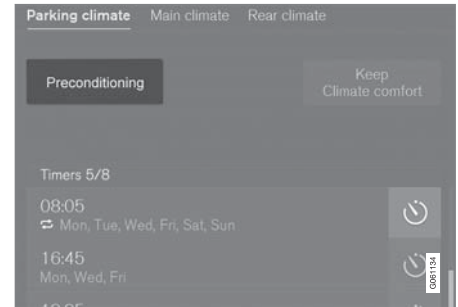 Parking climate Main climate Rear climate
Preconditioning
Keep
Climate comfort
Timers 5/8
08:05
Mon, Tue, Wed, Fri, Sat, Sun
16:45
Mon, Wed, Fri
G061134